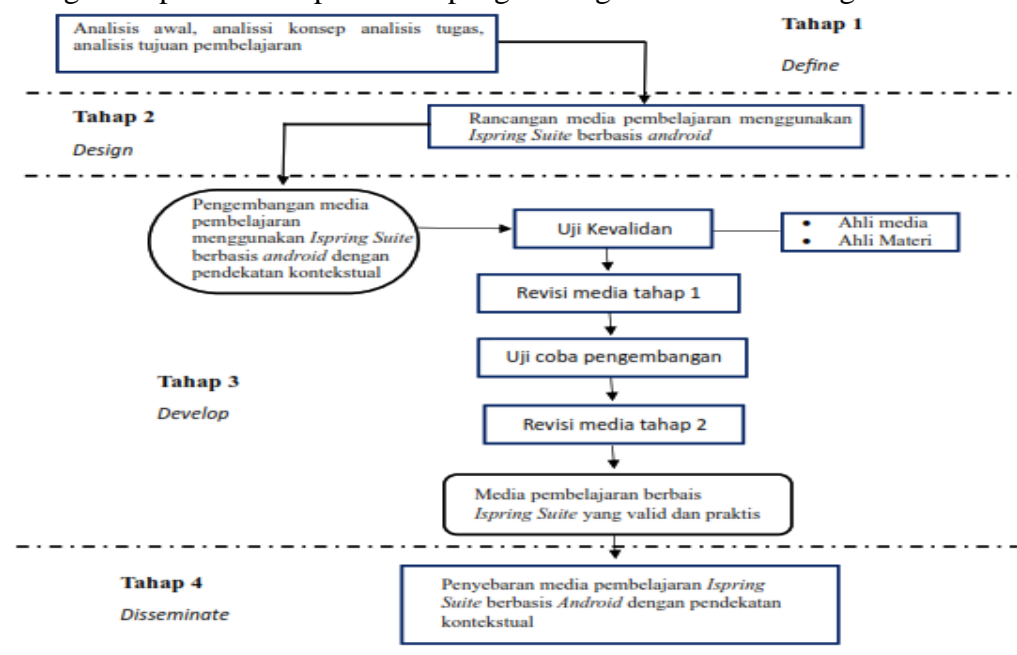 Analisis awal, analissi konsep analisis tugas,
analisis tujuan pembelajaran
Tahap 1
Define
Tahap 2
Design
Rancangan media pembelajaran menggunakan
Ispring Suite berbasis android
Pengembangan media
pembelajaran
menggunakan Ispring Suite
berbasis android dengan
pendekatan kontekstual
Uji Kevalidan
• Ahli media
• Ahli Materi
Revisi media tahap 1
Uji coba pengembangan
Tahap 3
Develop
Revisi media tahap 2
Media pembelajaran berbais
Ispring Suite yang valid dan praktis
Tahap 4
Disseminate
Penyebaran media pembelajaran Ispring
Suite berbasis Android dengan pendekatan
kontekstual